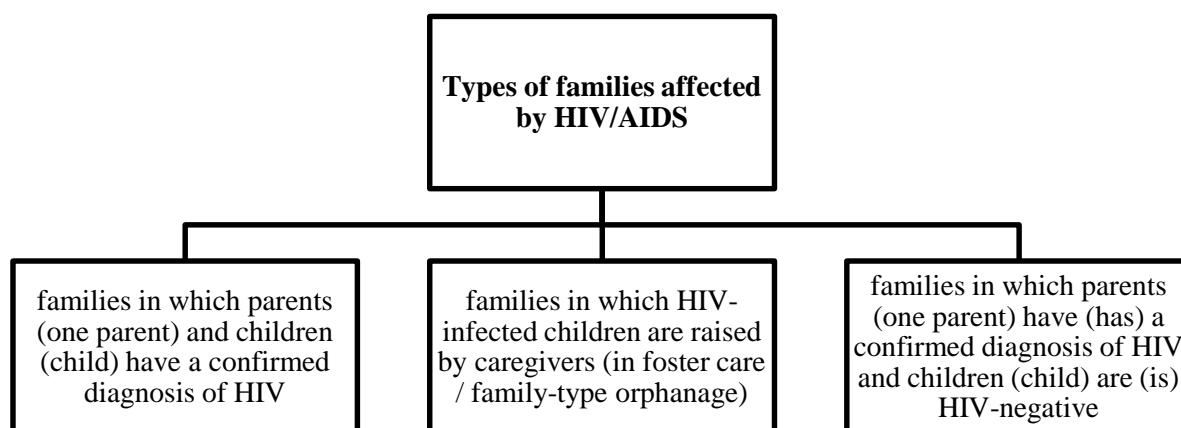 Types of families affected
by HIV/AIDS
families in which parents
(one parent) and children
(child) have a confirmed
diagnosis of HIV
families in which HIV-
infected children are raised
by caregivers (in foster care
/ family-type orphanage)
families in which parents
(one parent) have (has) a
confirmed diagnosis of HIV
and children (child) are (is)
HIV-negative